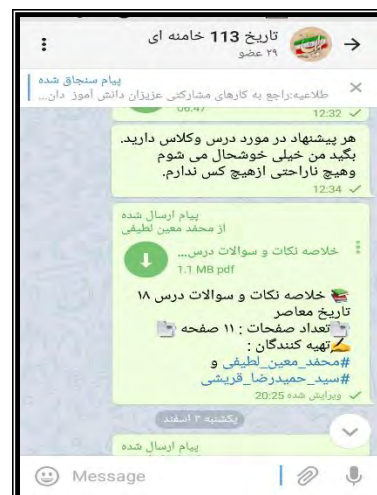 تاریخ 113 خامنه ای
۲۹ عضو
پیام سنجاق شده
طلاعیه:راجع به کارهای مشارکتی عزیزان دانش آموز دان...
06:47
12:32
هر پیشنهاد در مورد درس وکلاس دارید.
بگید من خیلی خوشحال می شوم
وهیچ ناراحتی ازهیچ کس ندارم.
12:34
پیام ارسال شده
از محمد معین لطیفی
خلاصه نکات و سوالات درس...
1.1 MB pdf
📚 خلاصه نکات و سوالات درس ۱۸
تاریخ معاصر
تعداد صفحات : ۱۱ صفحه
✍️تهیه کنندگان :
#محمد_معین_لطیفی و
#سید_حمیدرضا_قریشی
ویرایش شده 20:25
یکشنبه ۳ اسفند
پیام ارسال شده
Message